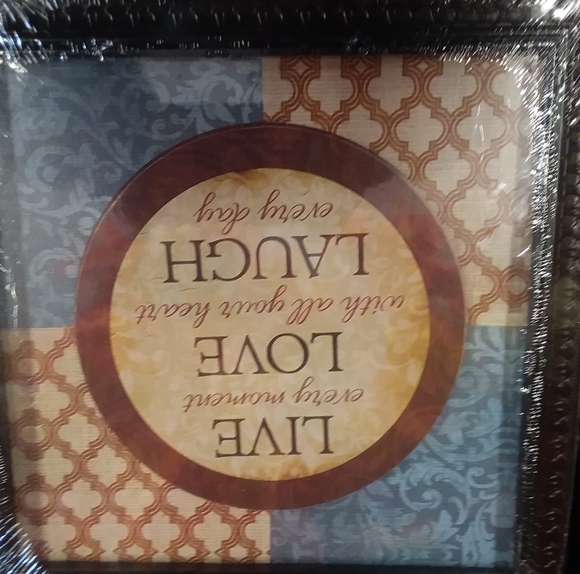 LIVE
every moment
LOVE
with all your heart
LAUGH
every day